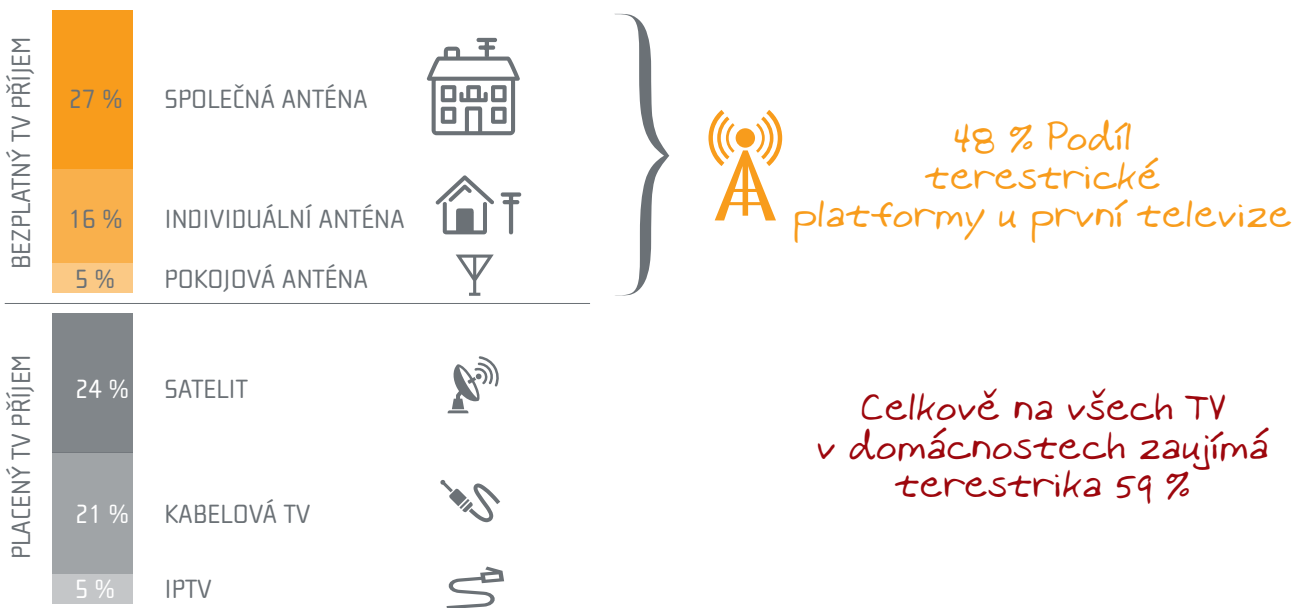 BEZPLATNÝ TV PŘÍJEM
27 % SPOLEČNÁ ANTÉNA
16 % INDIVIDUÁLNÍ ANTÉNA
5 % POKOJOVÁ ANTÉNA
48 % Podíl
terestrické
platformy u první televize
PLACENÝ TV PŘÍJEM
24 % SATELIT
21 % KABELOVÁ TV
5 % IPTV
Celkově na všech TV
v domácnostech zaujímá
terestrika 59 %